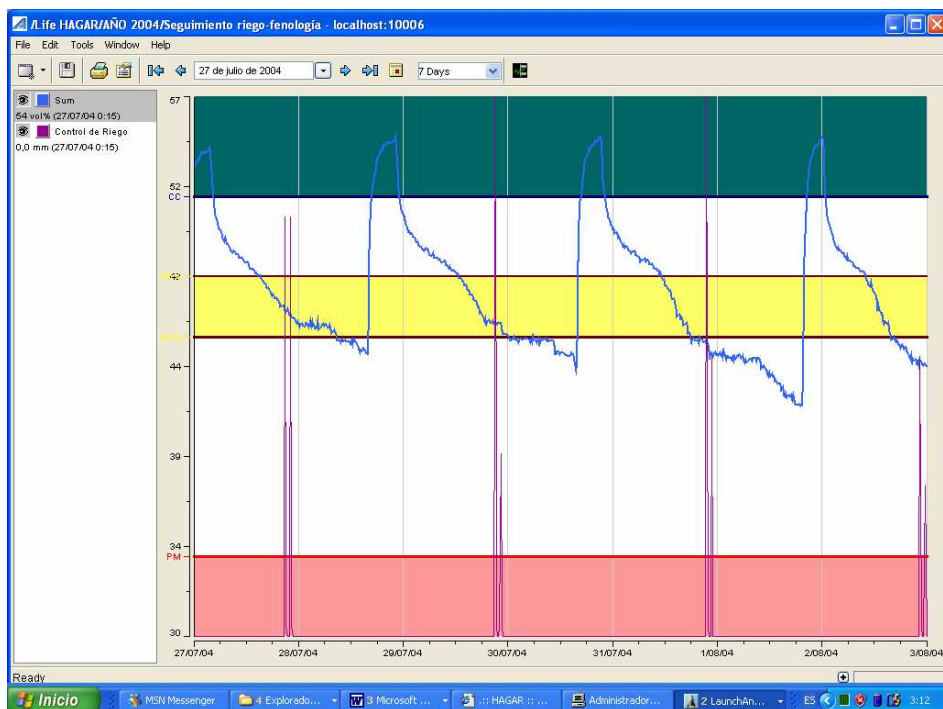 /Life HAGAR/AÑO 2004/Seguimiento riego-fenología - localhost:10006
File Edit Tools Window Help
27 de julio de 2004 7 Days
Sum
54 vol% (27/07/04 0:15)
Control de Riego
0,0 mm (27/07/04 0:15)
57
52
CC
49
44
39
34
PM
30
27/07/04 28/07/04 29/07/04 30/07/04 31/07/04 1/08/04 2/08/04 3/08/04
Ready
Inicio MSN Messenger 4 Explorado... 3 Microsoft ... .:: HAGAR :: ... Administrador... 2 LaunchAn... ES 3:12